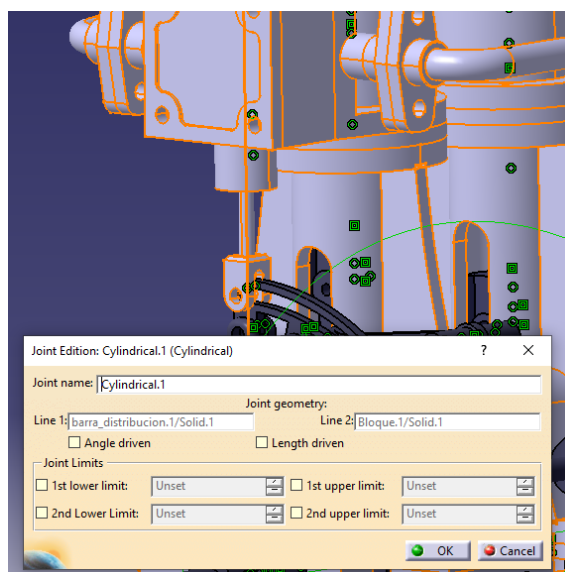 Joint Edition: Cylindrical.1 (Cylindrical) ? X
Joint name: Cylindrical.1
Joint geometry:
Line 1: barra_distribucion.1/Solid.1 Line 2: Bloque.1/Solid.1
Angle driven Length driven
Joint Limits
1st lower limit: Unset 1st upper limit: Unset
2nd Lower Limit: Unset 2nd upper limit: Unset
OK Cancel